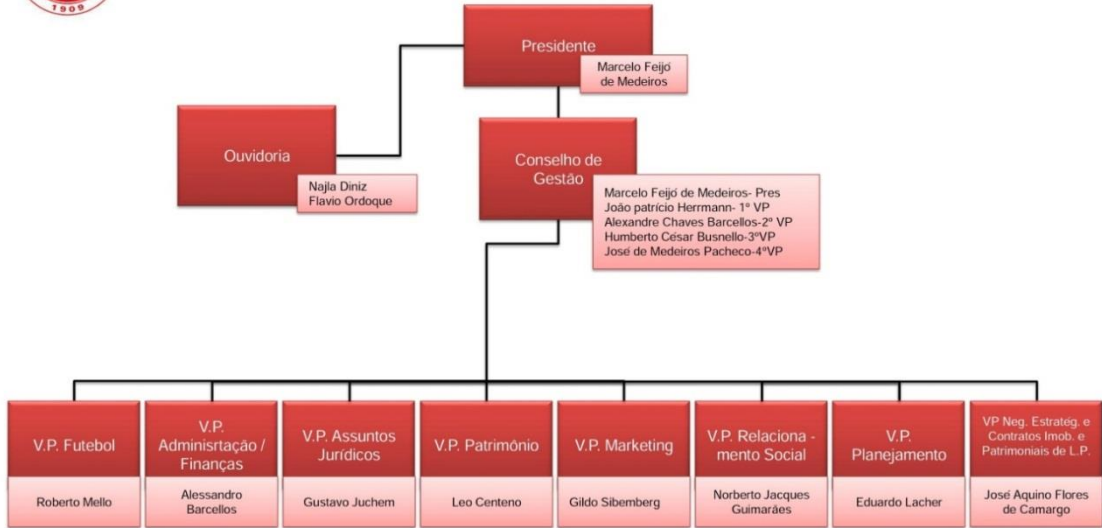 1909
Presidente
Marcelo Feijó
de Medeiros
Ouvidoria
Najla Diniz
Flavio Ordoque
Conselho de
Gestão
Marcelo Feijó de Medeiros- Pres
João patrício Herrmann- 1º VP
Alexandre Chaves Barcellos-2º VP
Humberto César Busnello-3ºVP
José de Medeiros Pacheco-4ºVP
V.P. Futebol
Roberto Mello
V.P.
Adminisrtação /
Finanças
Alessandro
Barcellos
V.P. Assuntos
Jurídicos
Gustavo Juchem
V.P. Patrimônio
Leo Centeno
V.P. Marketing
Gildo Sibemberg
V.P. Relaciona -
mento Social
Norberto Jacques
Guimarães
V.P.
Planejamento
Eduardo Lacher
VP Neg. Estratég. e
Contratos Imob. e
Patrimoniais de L.P.
José Aquino Flores
de Camargo